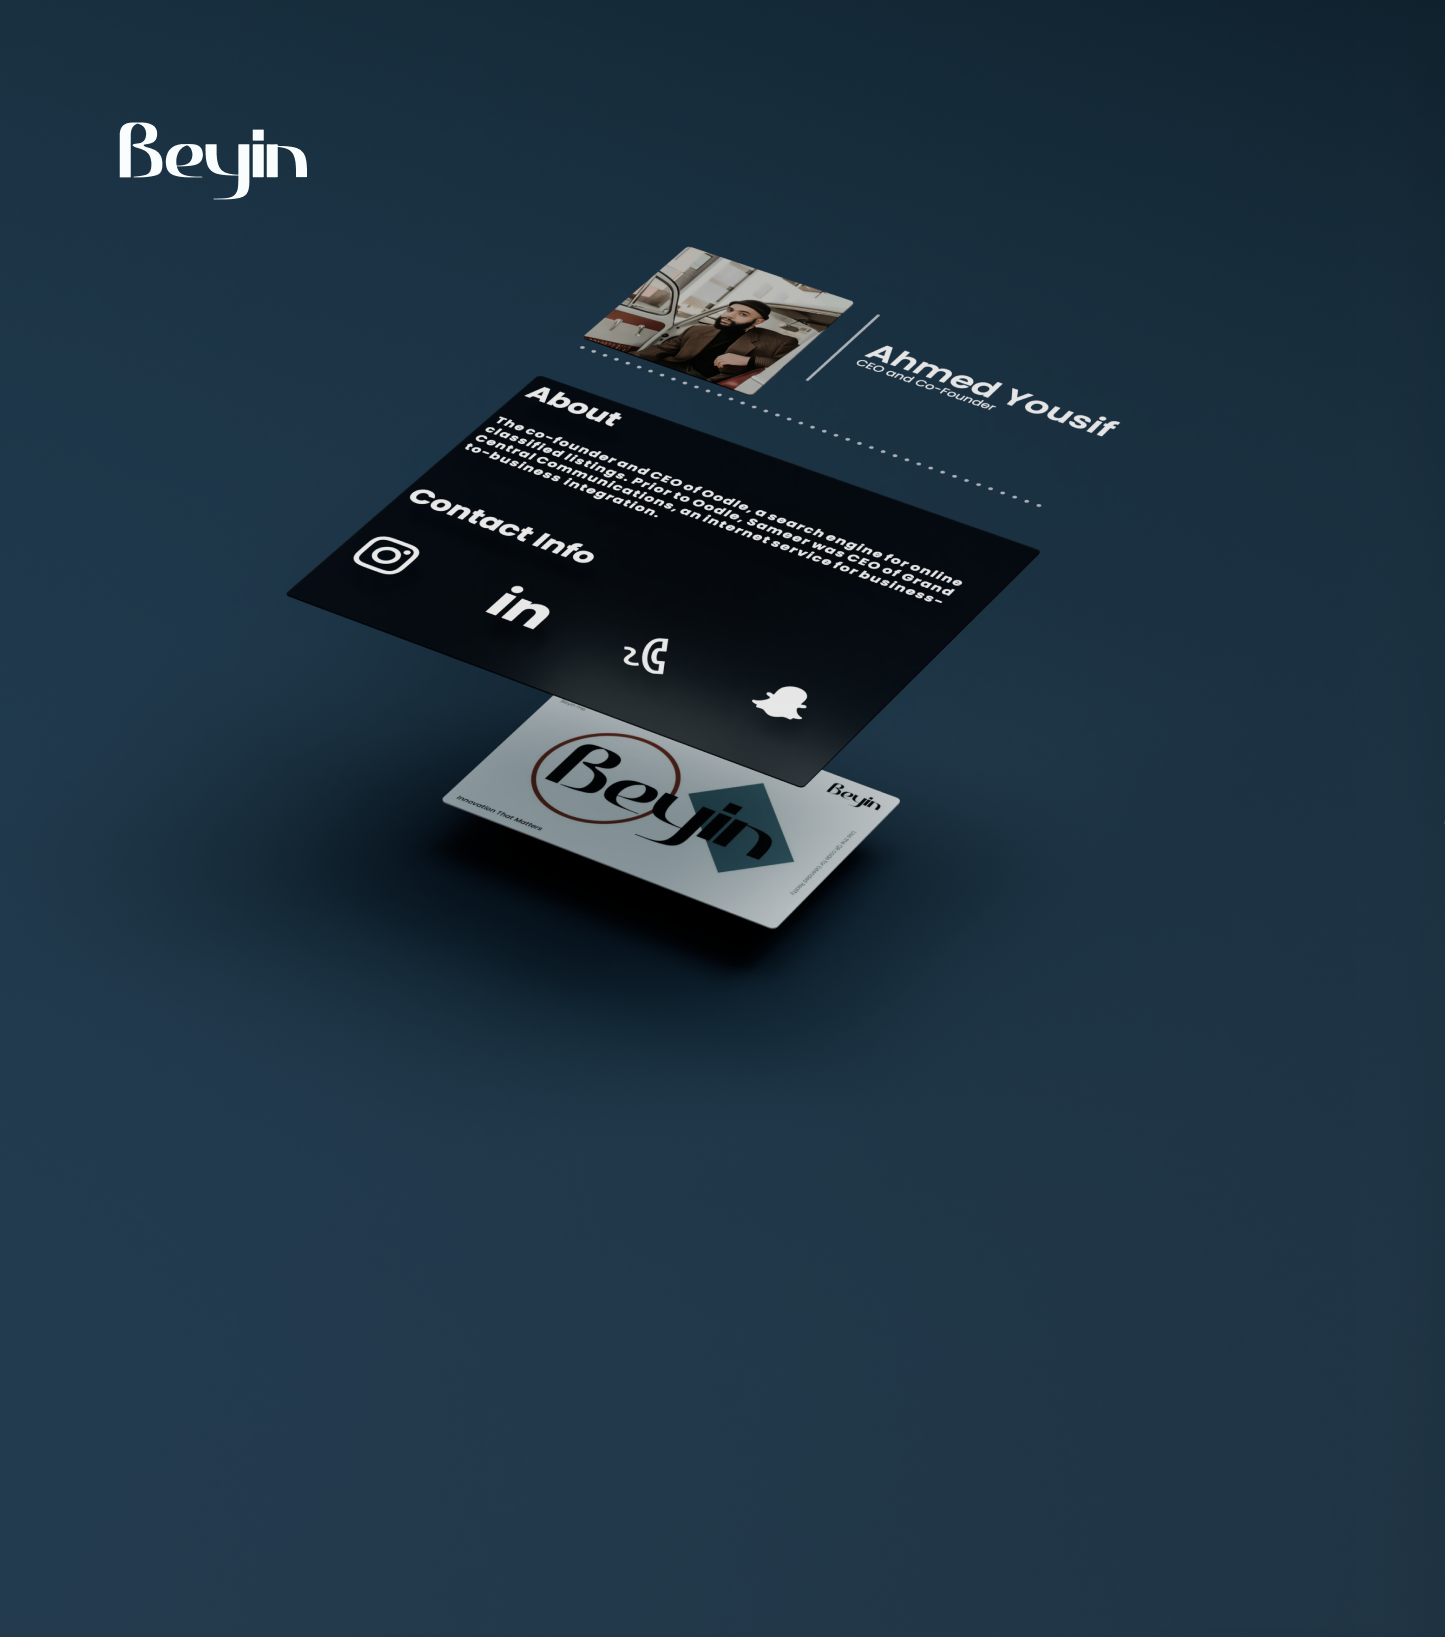 Beyin
Ahmed Yousif
CEO and Co-Founder
About
The co-founder and CEO of Oodle, a search engine for online
classified listings. Prior to Oodle, Sameer was CEO of Grand
Central Communications, an internet service for business-
to-business integration.
Contact Info
in
Beyin
Beyin
Innovation That Matters